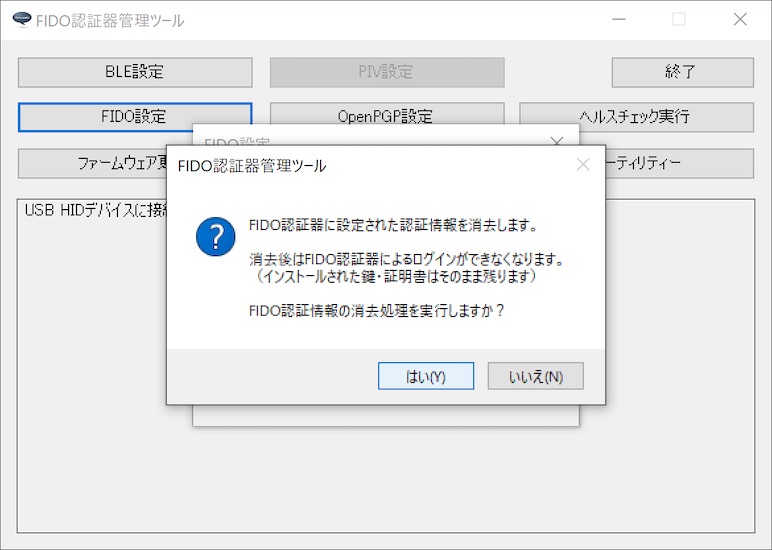 FIDO認証器管理ツール
BLE設定
PIV設定
終了
FIDO設定
OpenPGP設定
ヘルスチェック実行
FIDO設定
ファームウェア
ーティリティー
USB HIDデバイスに接続
FIDO認証器管理ツール
FIDO認証器に設定された認証情報を消去します。
消去後はFIDO認証器によるログインができなくなります。
（インストールされた鍵・証明書はそのまま残ります）
FIDO認証情報の消去処理を実行しますか？
はい(Y)
いいえ(N)